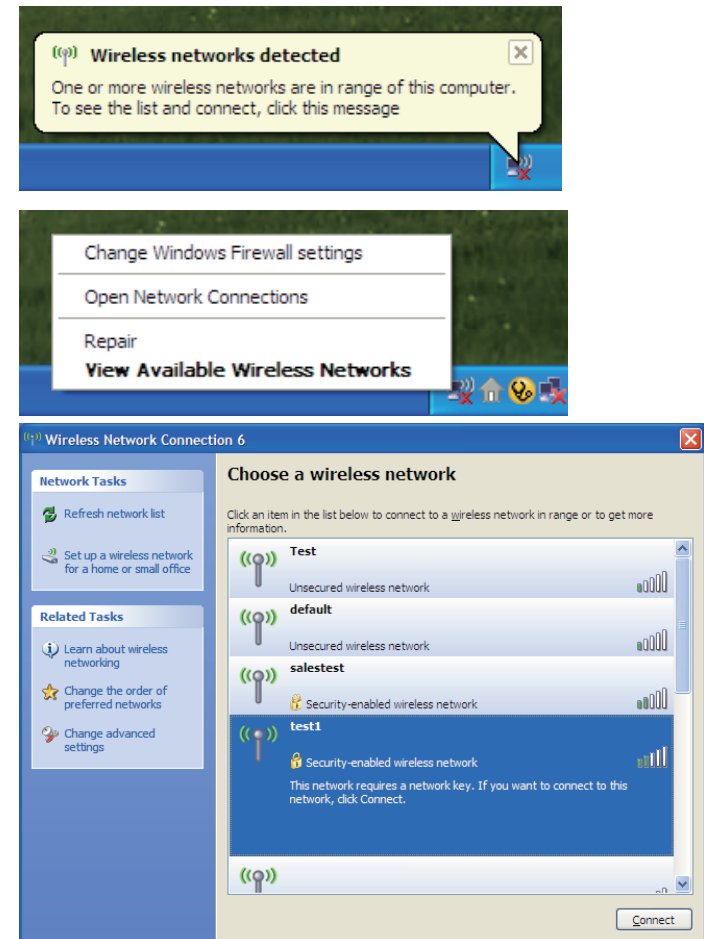 Wireless networks detected
One or more wireless networks are in range of this computer.
To see the list and connect, click this message
Change Windows Firewall settings
Open Network Connections
Repair
View Available Wireless Networks
Wireless Network Connection 6
Network Tasks
Refresh network list
Set up a wireless network
for a home or small office
Related Tasks
Learn about wireless
networking
Change the order of
preferred networks
Change advanced
settings
Choose a wireless network
Click an item in the list below to connect to a wireless network in range or to get more
information.
Test
Unsecured wireless network
default
Unsecured wireless network
salestest
Security-enabled wireless network
test1
Security-enabled wireless network
This network requires a network key. If you want to connect to this
network, click Connect.
Connect